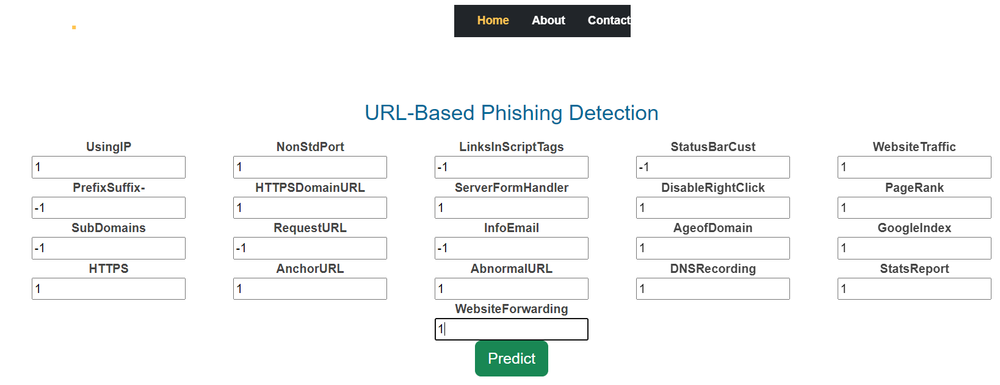 Home About Contact
URL-Based Phishing Detection
UsingIP NonStdPort LinksInScriptTags StatusBarCust WebsiteTraffic
1 1 -1 -1 1
PrefixSuffix- HTTPSDomainURL ServerFormHandler DisableRightClick PageRank
-1 1 1 1 1
SubDomains RequestURL InfoEmail AgeofDomain GoogleIndex
-1 -1 -1 1 1
HTTPS AnchorURL AbnormalURL DNSRecording StatsReport
1 1 1 1 1
WebsiteForwarding
1
Predict